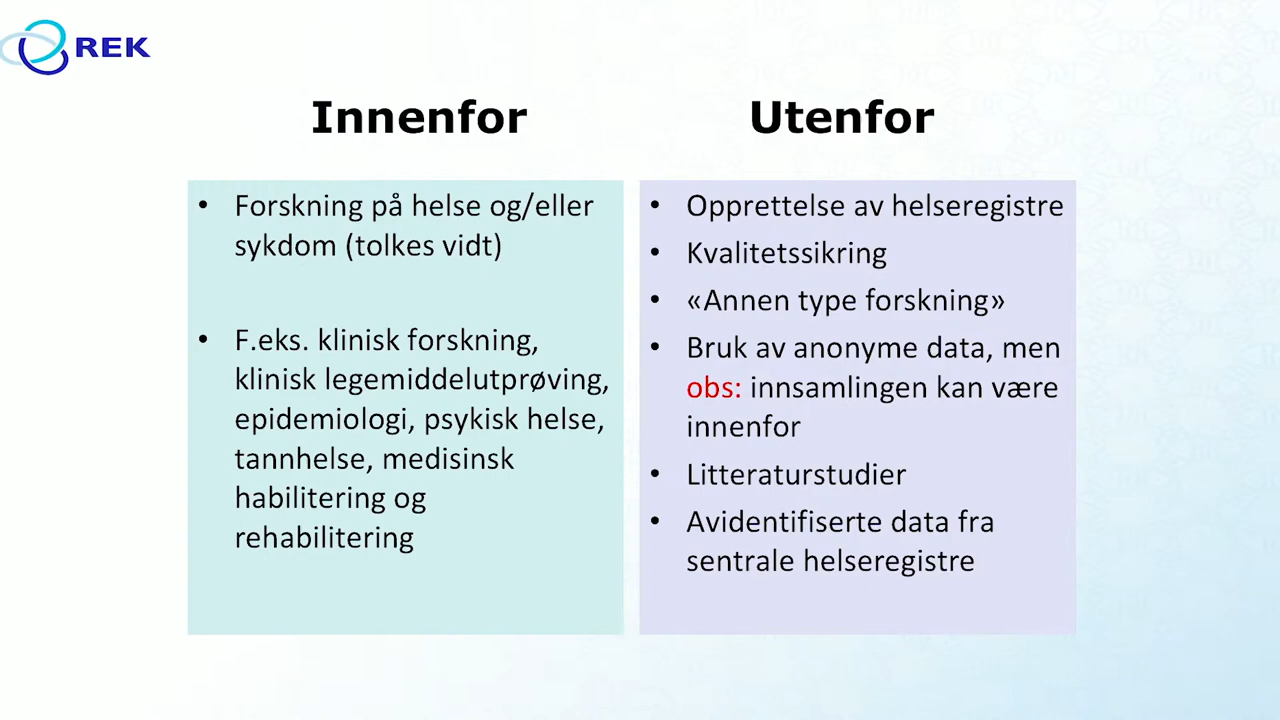 REK
Innenfor
• Forskning på helse og/eller
sykdom (tolkes vidt)
• F.eks. klinisk forskning,
klinisk legemiddelutprøving,
epidemiologi, psykisk helse,
tannhelse, medisinsk
habilitering og
rehabilitering
Utenfor
• Opprettelse av helseregistre
• Kvalitetssikring
• «Annen type forskning»
• Bruk av anonyme data, men
obs: innsamlingen kan være
innenfor
• Litteraturstudier
• Avidentifiserte data fra
sentrale helseregistre